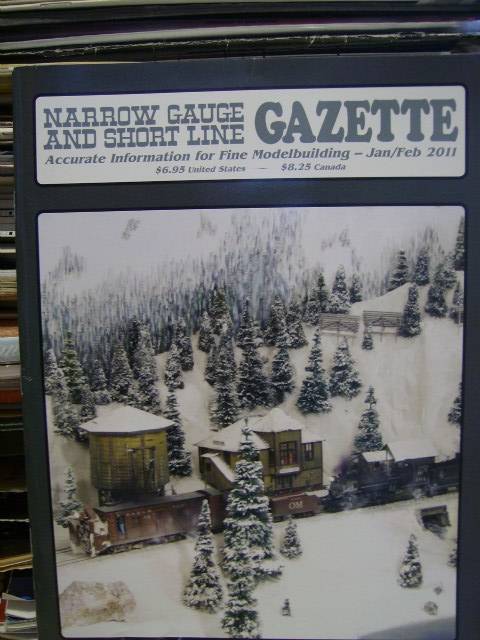 NARROW GAUGE
AND SHORT LINE
GAZETTE
Accurate Information for Fine Modelbuilding – Jan/Feb 2011
$6.95 United States — $8.25 Canada
OM